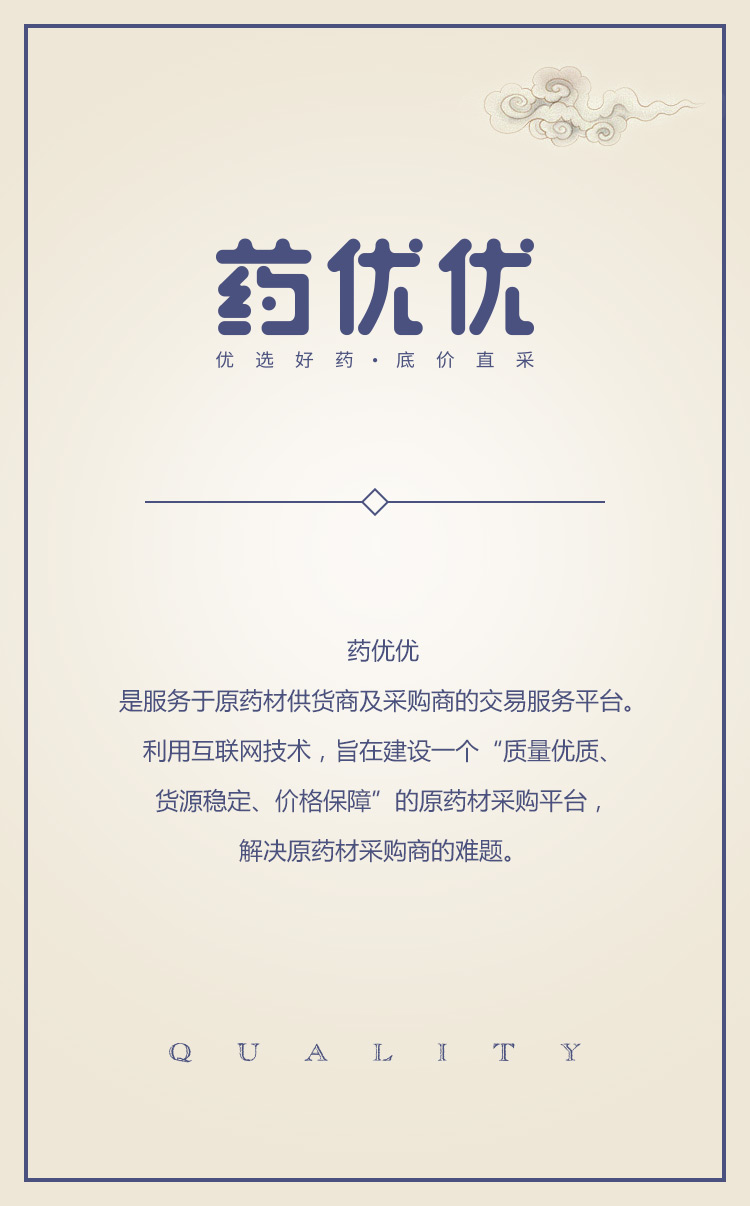 药优优
优选好药·底价直采
药优优
是服务于原药材供货商及采购商的交易服务平台。
利用互联网技术，旨在建设一个“质量优质、
货源稳定、价格保障”的原药材采购平台，
解决原药材采购商的难题。
QUALITY